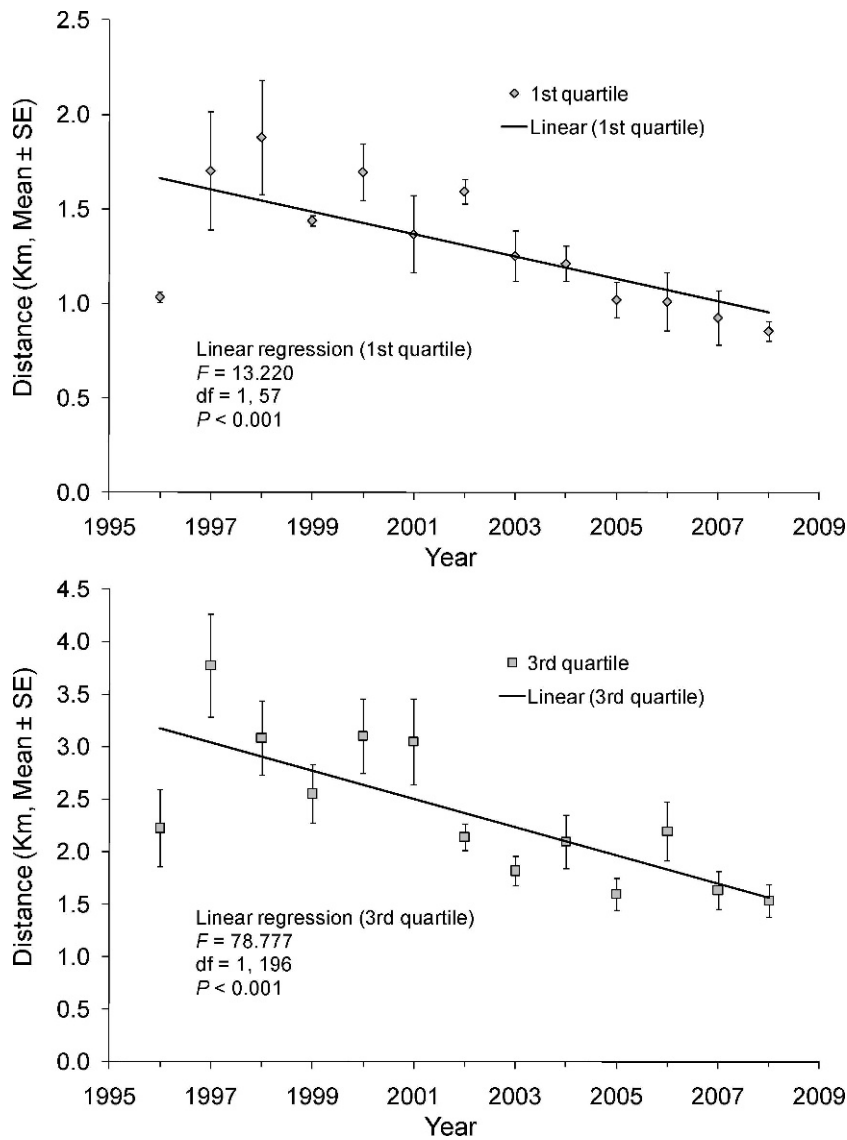 2.5
2.0
1.5
1.0
0.5
0.0
Distance (Km, Mean ± SE)
1st quartile
Linear (1st quartile)
Linear regression (1st quartile)
F = 13.220
df = 1, 57
P < 0.001
1995 1997 1999 2001 2003 2005 2007 2009
Year
4.5
4.0
3.5
3.0
2.5
2.0
1.5
1.0
0.5
0.0
Distance (Km, Mean ± SE)
3rd quartile
Linear (3rd quartile)
Linear regression (3rd quartile)
F = 78.777
df = 1, 196
P < 0.001
1995 1997 1999 2001 2003 2005 2007 2009
Year